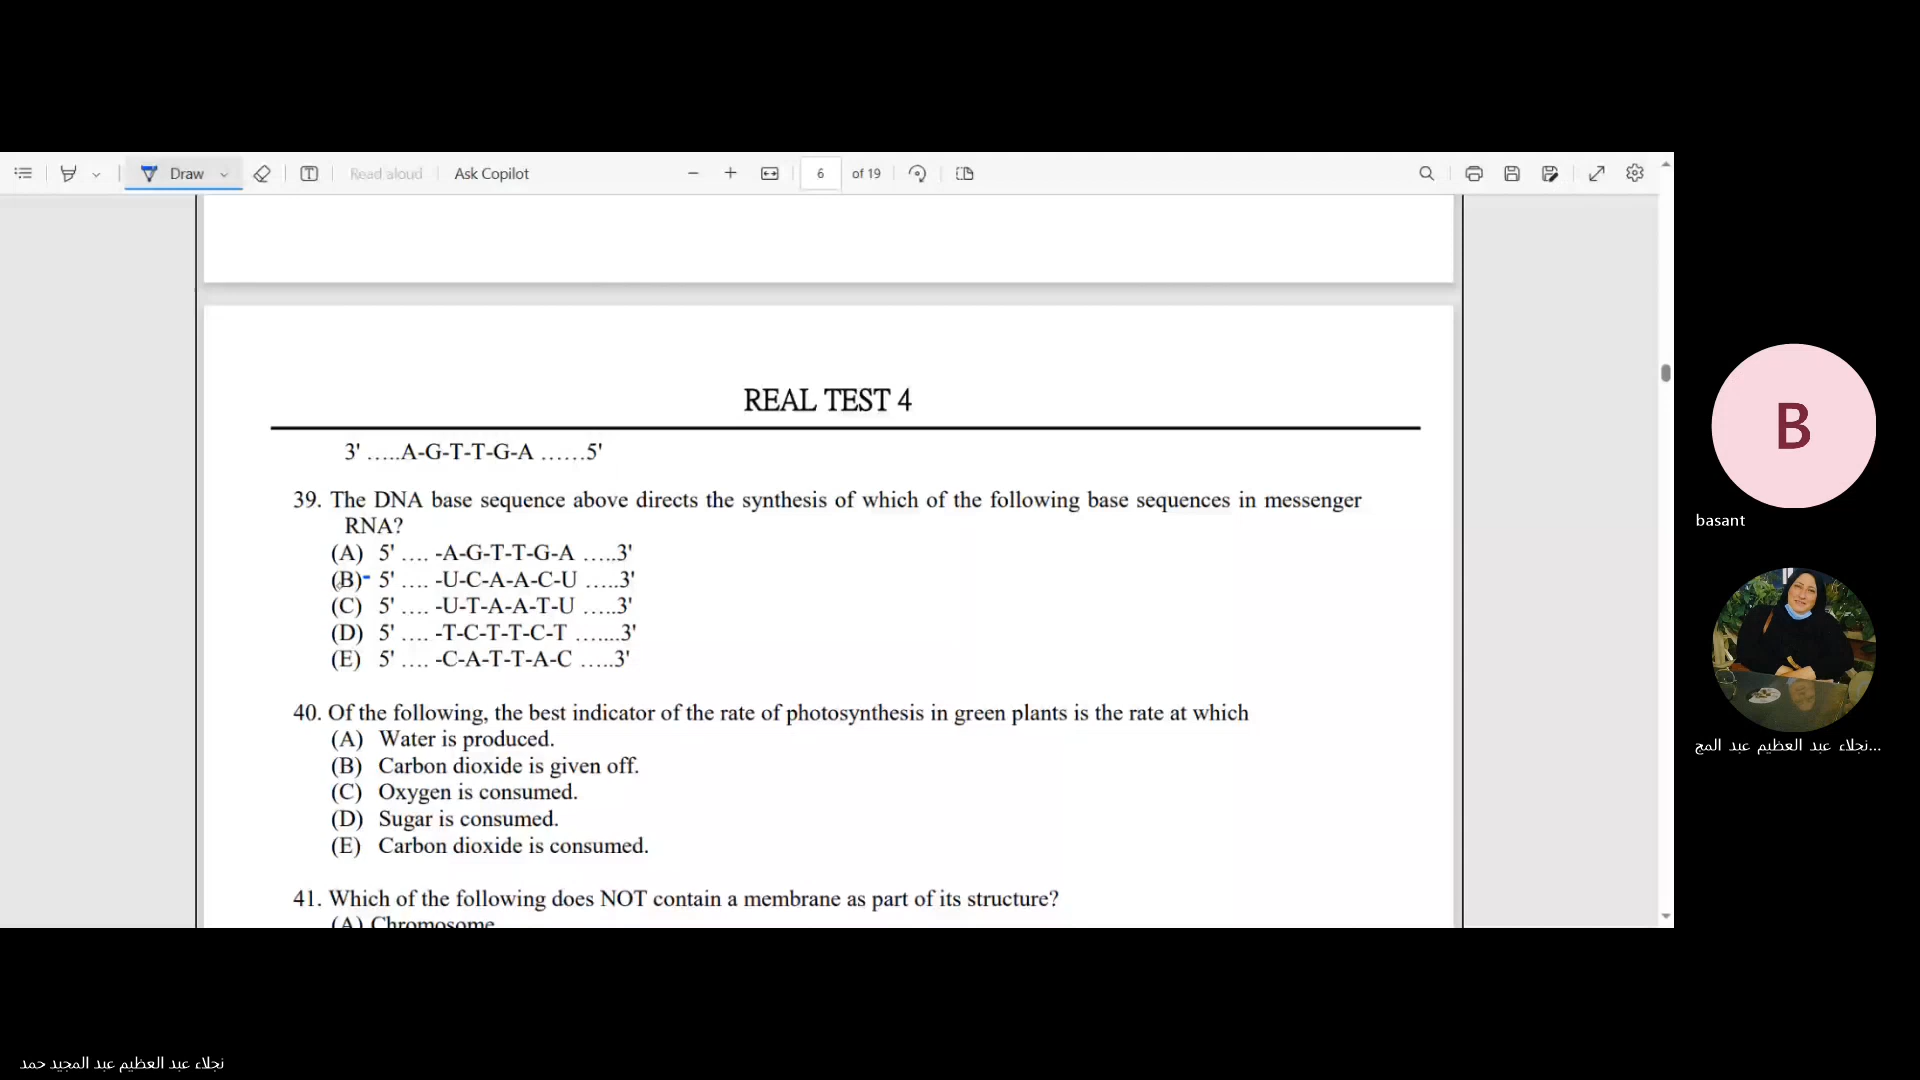 Draw
Read aloud
Ask Copilot
6
of 19
REAL TEST 4
3' …..A-G-T-T-G-A ……5'
39. The DNA base sequence above directs the synthesis of which of the following base sequences in messenger
RNA?
(A) 5' …. -A-G-T-T-G-A …..3'
(B) 5' …. -U-C-A-A-C-U …..3'
(C) 5' …. -U-T-A-A-T-U …..3'
(D) 5' …. -T-C-T-T-C-T …....3'
(E) 5' …. -C-A-T-T-A-C …..3'
40. Of the following, the best indicator of the rate of photosynthesis in green plants is the rate at which
(A) Water is produced.
(B) Carbon dioxide is given off.
(C) Oxygen is consumed.
(D) Sugar is consumed.
(E) Carbon dioxide is consumed.
41. Which of the following does NOT contain a membrane as part of its structure?
(A) Chromosome
B
basant
نجلاء عبد العظيم عبد المج...
نجلاء عبد العظيم عبد المجيد حمد